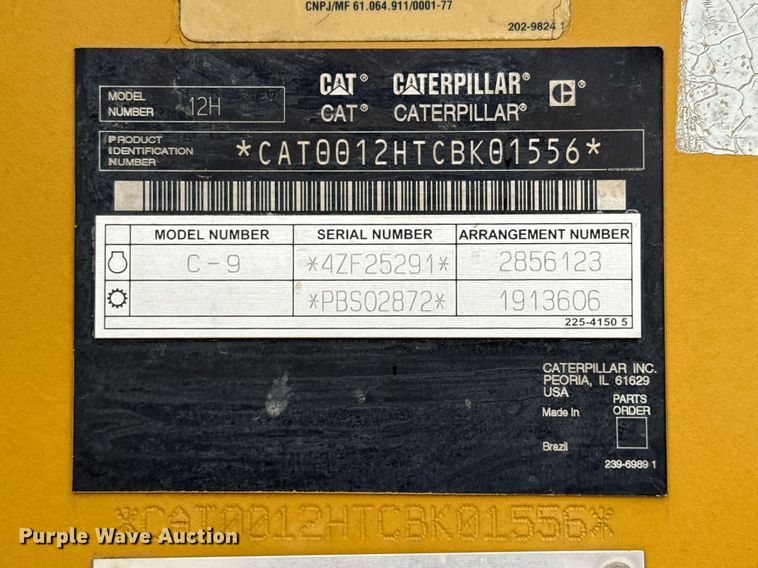 CNPJ/MF 61.064.911/0001-77
202-9824 1
CAT® CATERPILLAR® ®
CAT® CATERPILLAR®
MODEL NUMBER 12H
PRODUCT IDENTIFICATION NUMBER *CAT0012HTCBK01556*
MODEL NUMBER SERIAL NUMBER ARRANGEMENT NUMBER
C-9 *4ZF25291* 2856123
*PBS02872* 1913606
225-4150 5
CATERPILLAR INC.
PEORIA, IL 61629
USA
Made in
Brazil
PARTS
ORDER
239-6989 1
*CAT0012HTCBK01556*
Purple Wave Auction